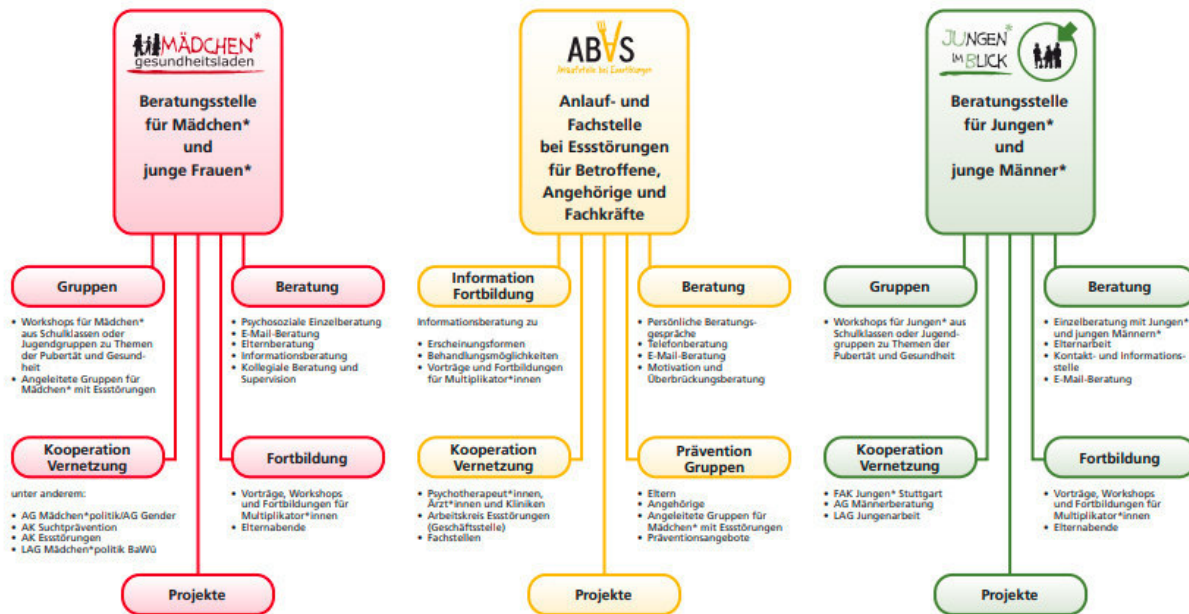 MÄDCHEN*
gesundheitsladen
Beratungsstelle
für Mädchen*
und
junge Frauen*
Gruppen
• Workshops für Mädchen*
aus Schulklassen oder
Jugendgruppen zu Themen
der Pubertät und Gesund-
heit
• Angeleitete Gruppen für
Mädchen* mit Essstörungen
Beratung
• Psychosoziale Einzelberatung
• E-Mail-Beratung
• Elternberatung
• Informationsberatung
• Kollegiale Beratung und
Supervision
Kooperation
Vernetzung
unter anderem:
• AG Mädchen*politik/AG Gender
• AK Suchtprävention
• AK Essstörungen
• LAG Mädchen*politik BaWü
Fortbildung
• Vorträge, Workshops
und Fortbildungen für
Multiplikator*innen
• Elternabende
Projekte
ABAS
Anlaufstelle bei Essstörungen
Anlauf- und
Fachstelle
bei Essstörungen
für Betroffene,
Angehörige und
Fachkräfte
Information
Fortbildung
Informationsberatung zu
• Erscheinungsformen
• Behandlungsmöglichkeiten
• Vorträge und Fortbildungen
für Multiplikator*innen
Beratung
• Persönliche Beratungs-
gespräche
• Telefonberatung
• E-Mail-Beratung
• Motivation und
Überbrückungsberatung
Kooperation
Vernetzung
• Psychotherapeut*innen,
Ärzt*innen und Kliniken
• Arbeitskreis Essstörungen
(Geschäftsstelle)
• Fachstellen
Prävention
Gruppen
• Eltern
• Angehörige
• Angeleitete Gruppen für
Mädchen* mit Essstörungen
• Präventionsangebote
Projekte
JUNGEN*
IM BLICK
Beratungsstelle
für Jungen*
und
junge Männer*
Gruppen
• Workshops für Jungen* aus
Schulklassen oder Jugend-
gruppen zu Themen der
Pubertät und Gesundheit
Beratung
• Einzelberatung mit Jungen*
und jungen Männern*
• Elternarbeit
• Kontakt- und Informations-
stelle
• E-Mail-Beratung
Kooperation
Vernetzung
• FAK Jungen* Stuttgart
• AG Männerberatung
• LAG Jungenarbeit
Fortbildung
• Vorträge, Workshops
und Fortbildungen für
Multiplikator*innen
• Elternabende
Projekte